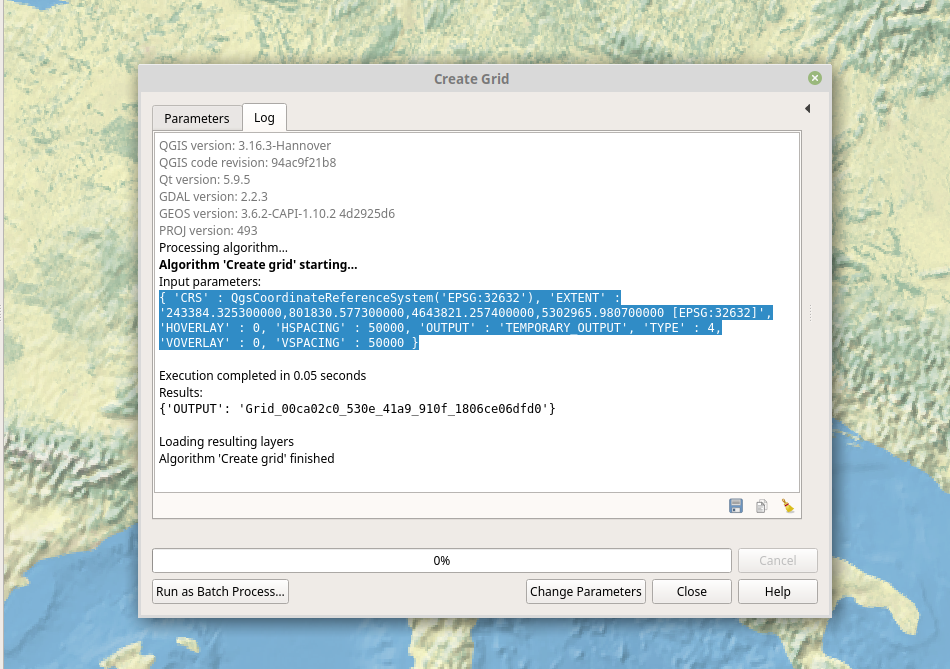 Create Grid
Parameters
Log
QGIS version: 3.16.3-Hannover
QGIS code revision: 94ac9f21b8
Qt version: 5.9.5
GDAL version: 2.2.3
GEOS version: 3.6.2-CAPI-1.10.2 4d2925d6
PROJ version: 493
Processing algorithm...
Algorithm 'Create grid' starting...
Input parameters:
{ 'CRS' : QgsCoordinateReferenceSystem('EPSG:32632'), 'EXTENT' :
'243384.325300000,801830.577300000,4643821.257400000,5302965.980700000 [EPSG:32632]',
'HOVERLAY' : 0, 'HSPACING' : 50000, 'OUTPUT' : 'TEMPORARY_OUTPUT', 'TYPE' : 4,
'VOVERLAY' : 0, 'VSPACING' : 50000 }
Execution completed in 0.05 seconds
Results:
{'OUTPUT': 'Grid_00ca02c0_530e_41a9_910f_1806ce06dfd0'}
Loading resulting layers
Algorithm 'Create grid' finished
0%
Cancel
Run as Batch Process...
Change Parameters
Close
Help